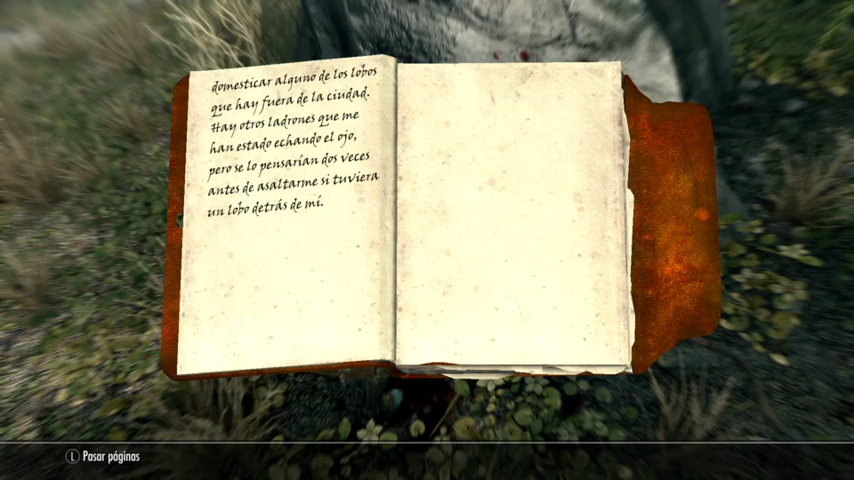 domesticar alguno de los lobos
que hay fuera de la ciudad.
Hay otros ladrones que me
han estado echando el ojo,
pero se lo pensarían dos veces
antes de asaltarme si tuviera
un lobo detrás de mí.
L Pasar páginas